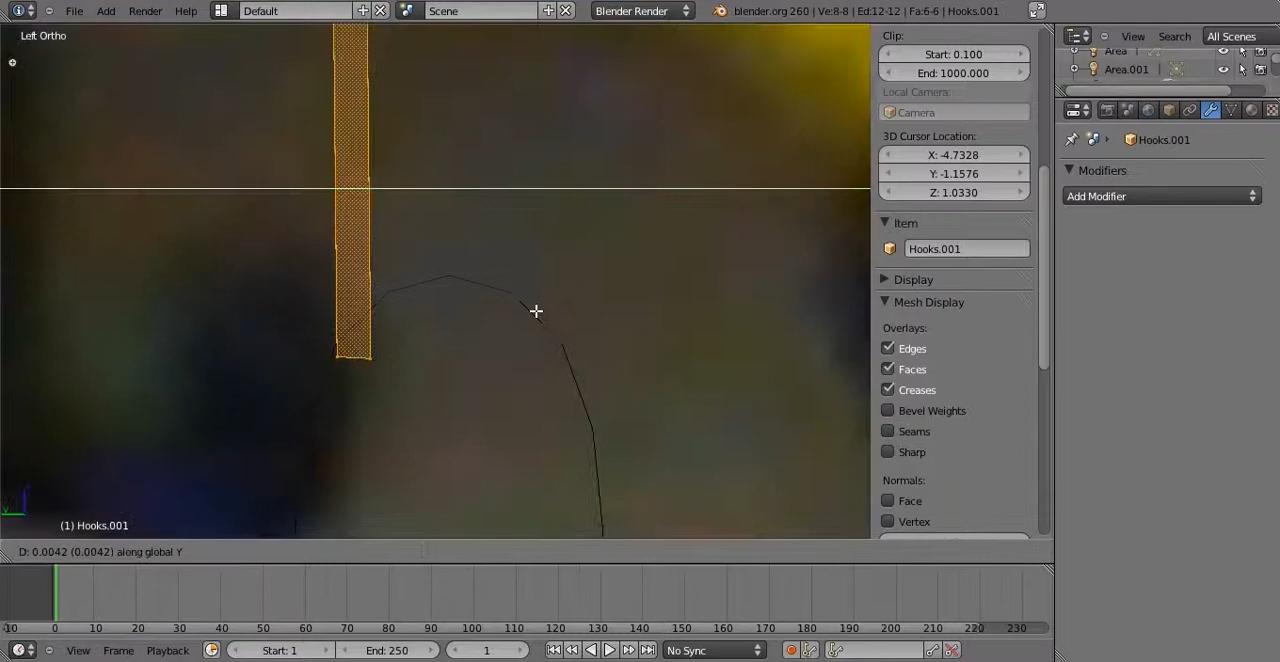 File Add Render Help Default Scene Blender Render blender.org 260 | Ve:8-8 | Ed:12-12 | Fa:6-6 | Hooks.001
Left Ortho
(1) Hooks.001
D: 0.0042 (0.0042) along global Y
Clip:
Start: 0.100
End: 1000.000
Local Camera:
Camera
3D Cursor Location:
X: -4.7328
Y: -1.1576
Z: 1.0330
Item
Hooks.001
Display
Mesh Display
Overlays:
Edges
Faces
Creases
Bevel Weights
Seams
Sharp
Normals:
Face
Vertex
View Search All Scenes
Area
Area.001
Hooks.001
Modifiers
Add Modifier
-10 0 10 20 30 40 50 60 70 80 90 100 110 120 130 140 150 160 170 180 190 200 210 220 230
View Frame Playback Start: 1 End: 250 1 No Sync